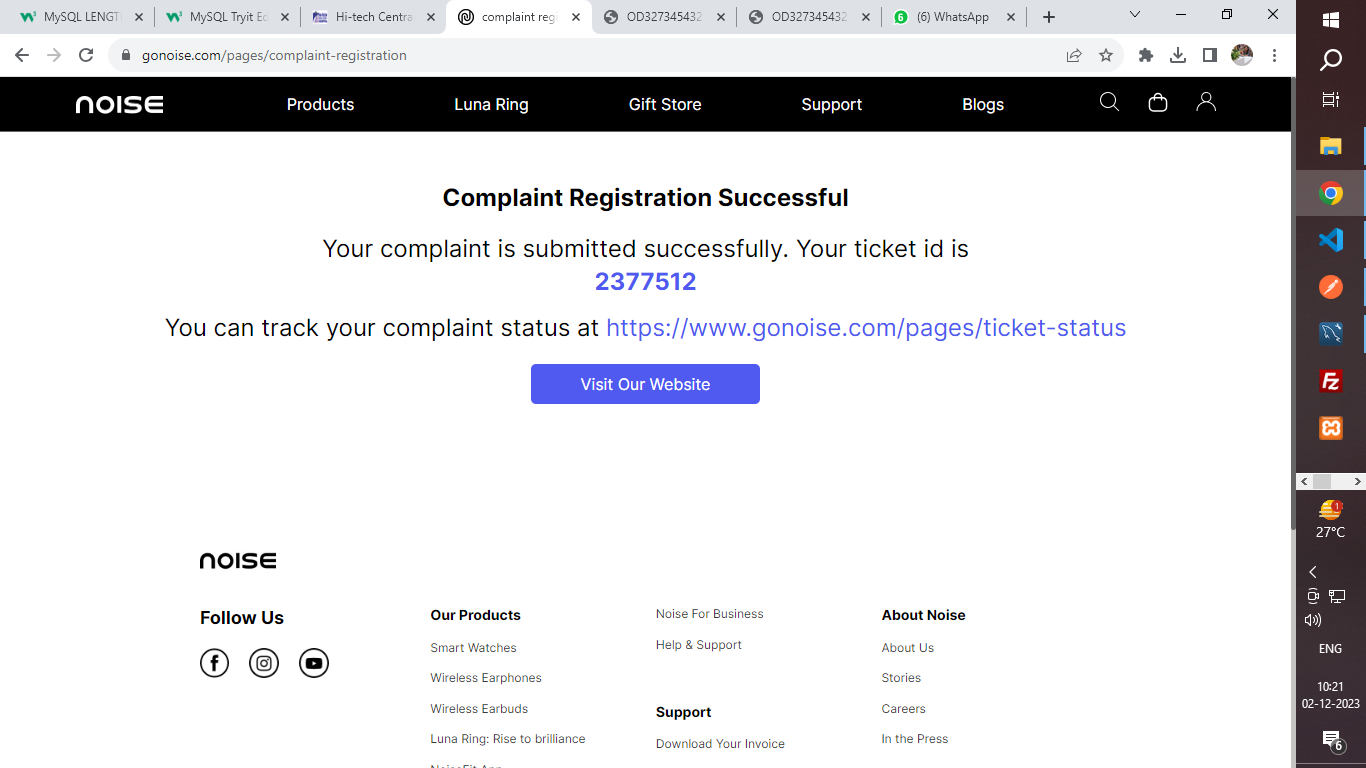 MySQL LENGT
MySQL Tryit Ed
Hi-tech Centra
complaint reg
OD327345432
OD327345432
(6) WhatsApp
gonoise.com/pages/complaint-registration
NOISE
Products
Luna Ring
Gift Store
Support
Blogs
Complaint Registration Successful
Your complaint is submitted successfully. Your ticket id is
2377512
You can track your complaint status at https://www.gonoise.com/pages/ticket-status
Visit Our Website
NOISE
Follow Us
Our Products
Smart Watches
Wireless Earphones
Wireless Earbuds
Luna Ring: Rise to brilliance
NoiseFit App
Noise For Business
Help & Support
Support
Download Your Invoice
About Noise
About Us
Stories
Careers
In the Press
1
27°C
ENG
10:21
02-12-2023
6